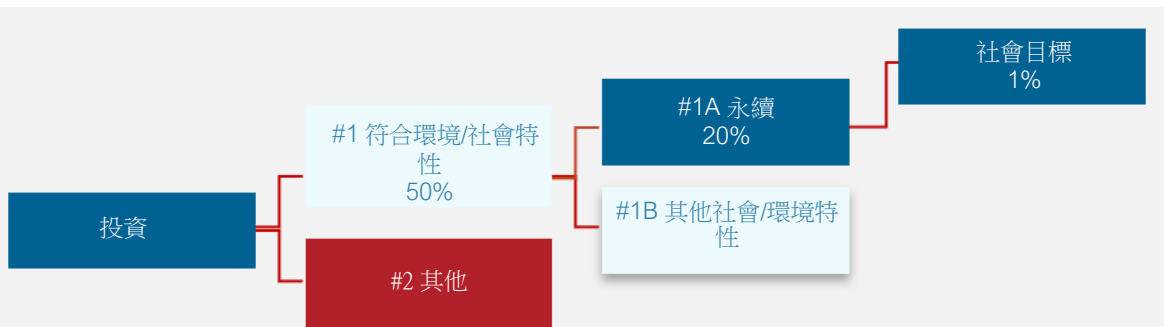 社會目標
1%
#1A 永續
20%
#1 符合環境/社會特
性
50%
#1B 其他社會/環境特
性
投資
#2 其他